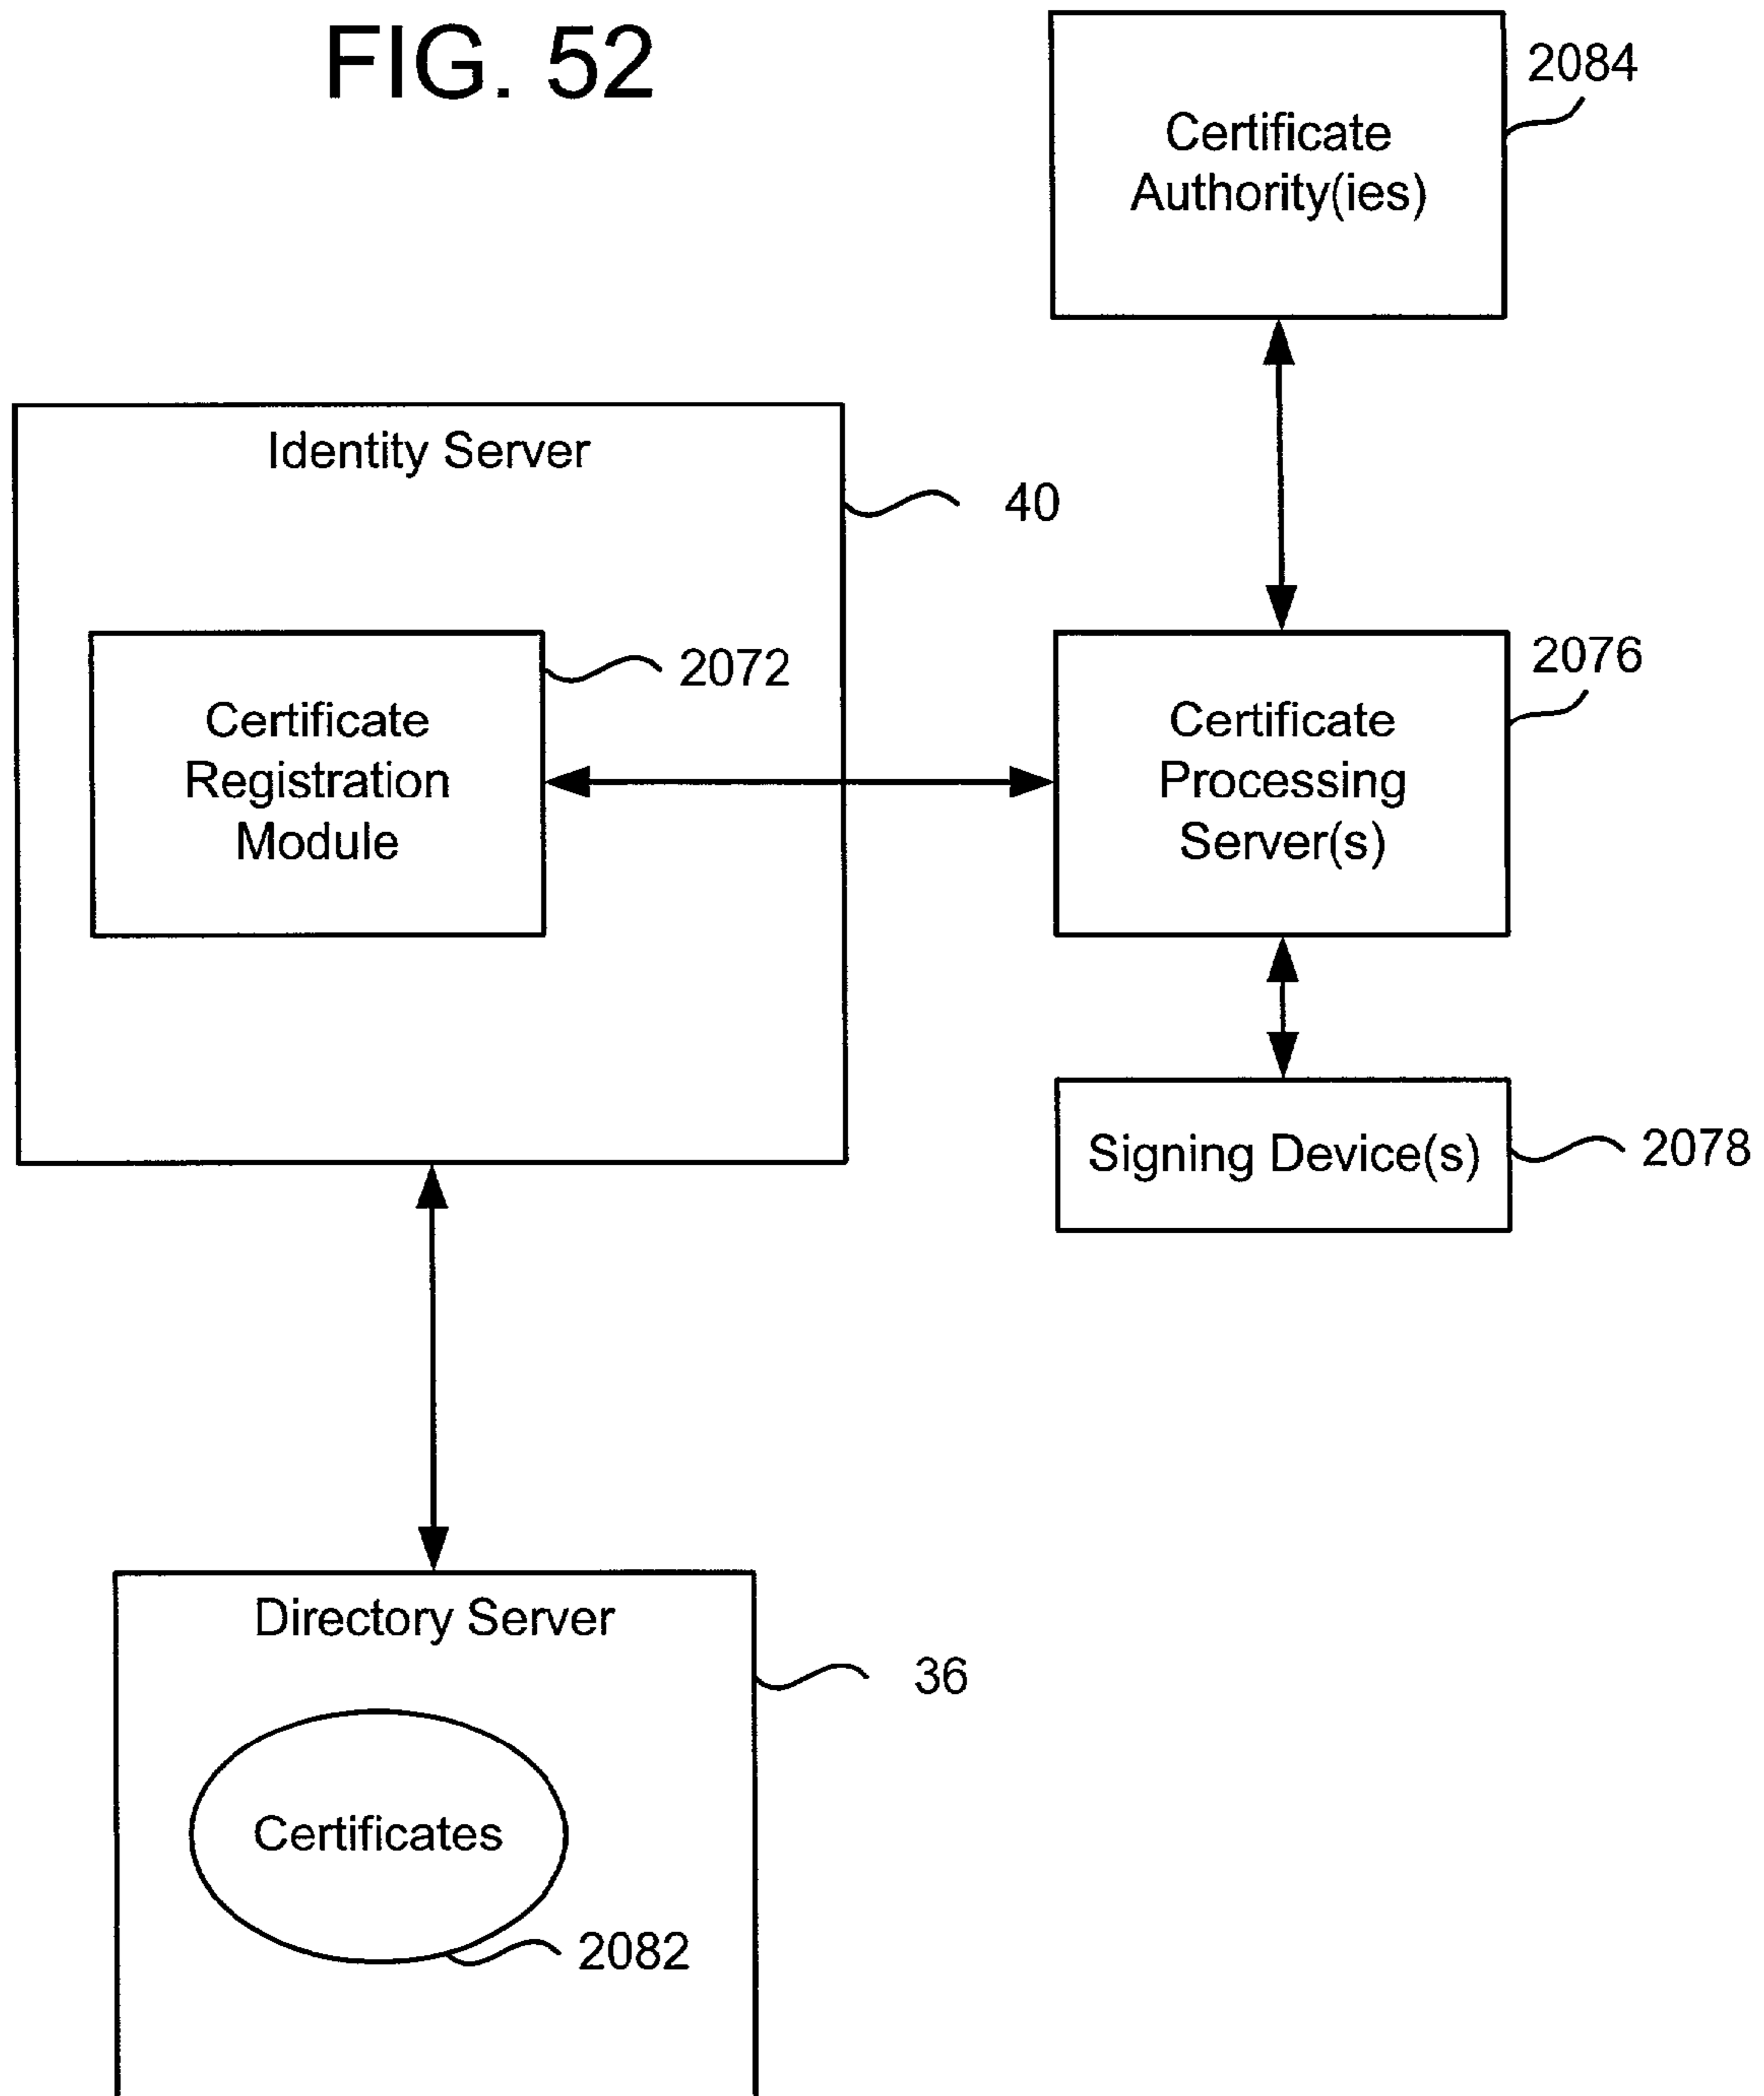 FIG. 52
2084
Certificate
Authority(ies)
Identity Server
40
2072
Certificate
Registration
Module
2076
Certificate
Processing
Server(s)
Signing Device(s)
2078
Directory Server
36
Certificates
2082